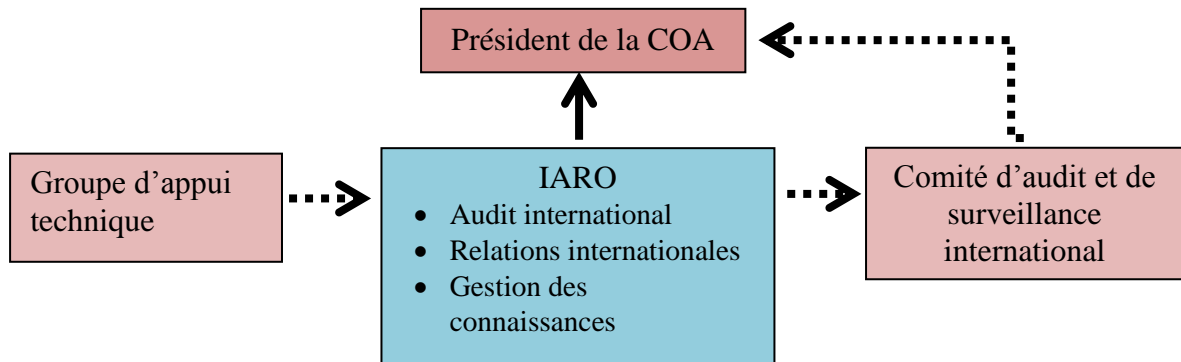 Président de la COA
Groupe d’appui
technique
IARO
• Audit international
• Relations internationales
• Gestion des
connaissances
Comité d’audit et de
surveillance
international